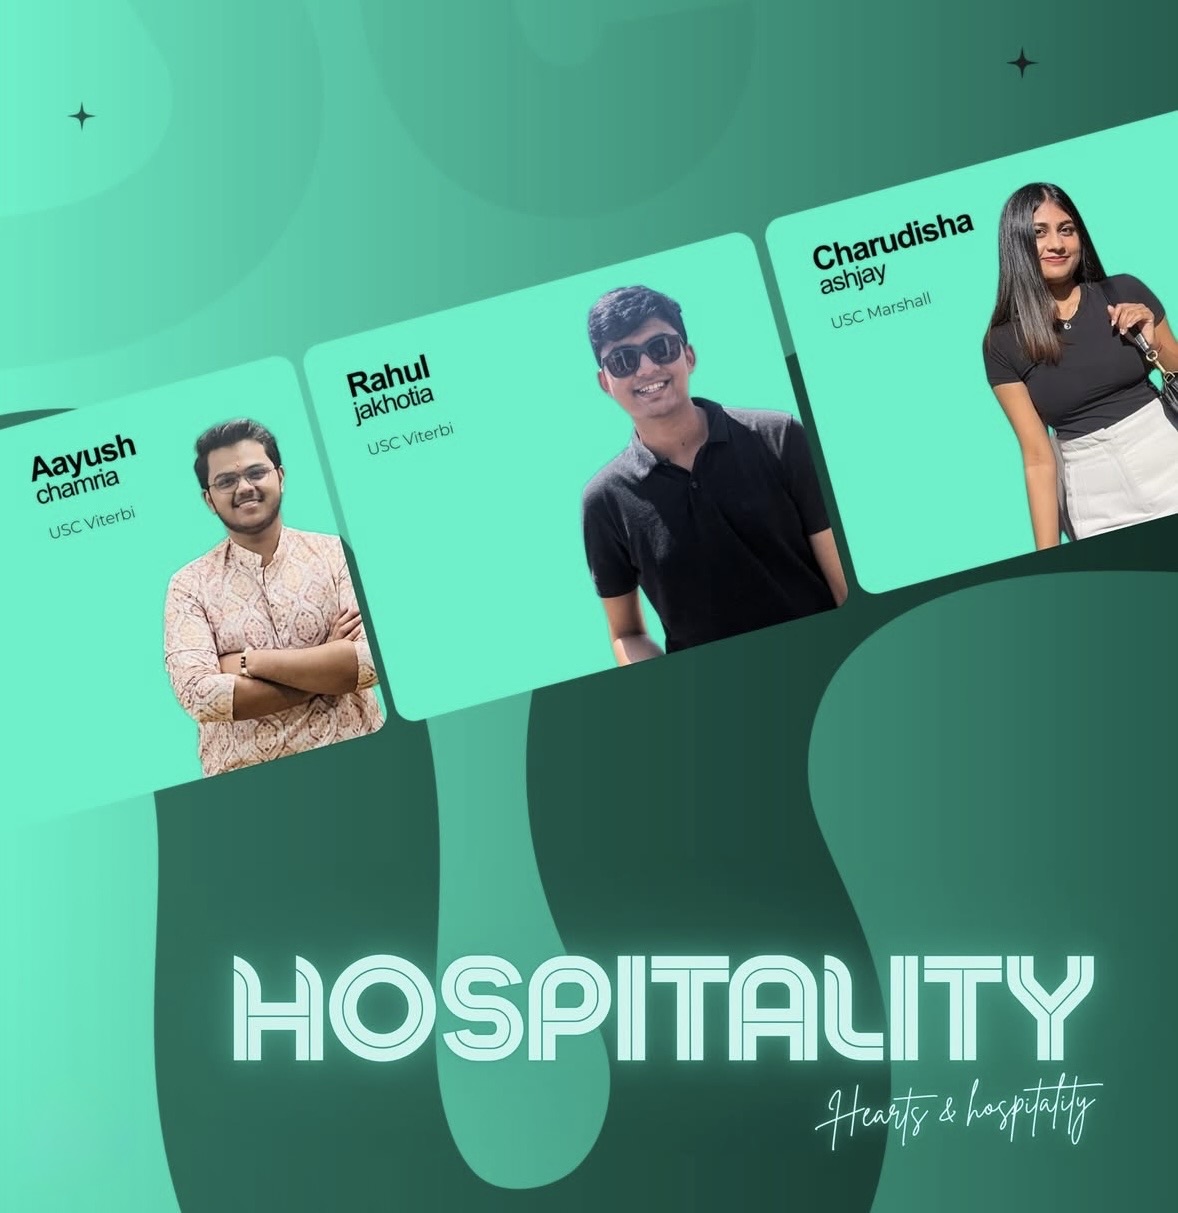 Aayush
chamria
USC Viterbi
Rahul
jakhotia
USC Viterbi
Charudisha
ashjay
USC Marshall
HOSPITALITY
Hearts & hospitality